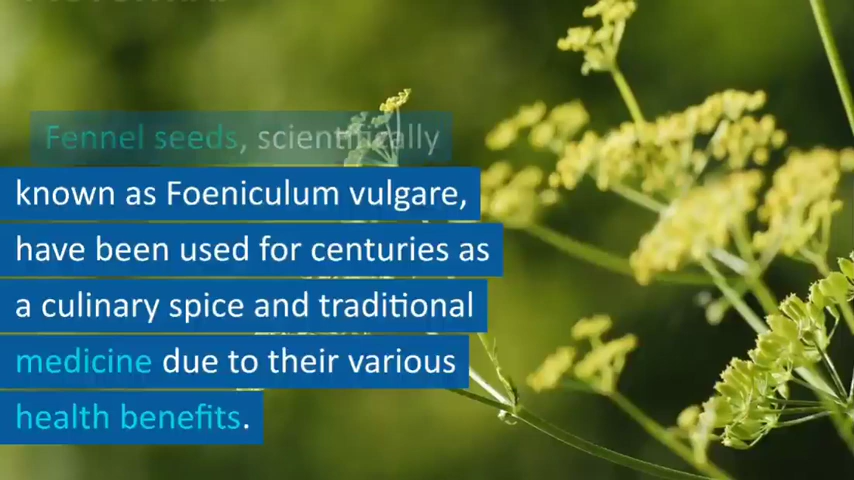 Fennel seeds, scientifically
known as Foeniculum vulgare,
have been used for centuries as
a culinary spice and traditional
medicine due to their various
health benefits.